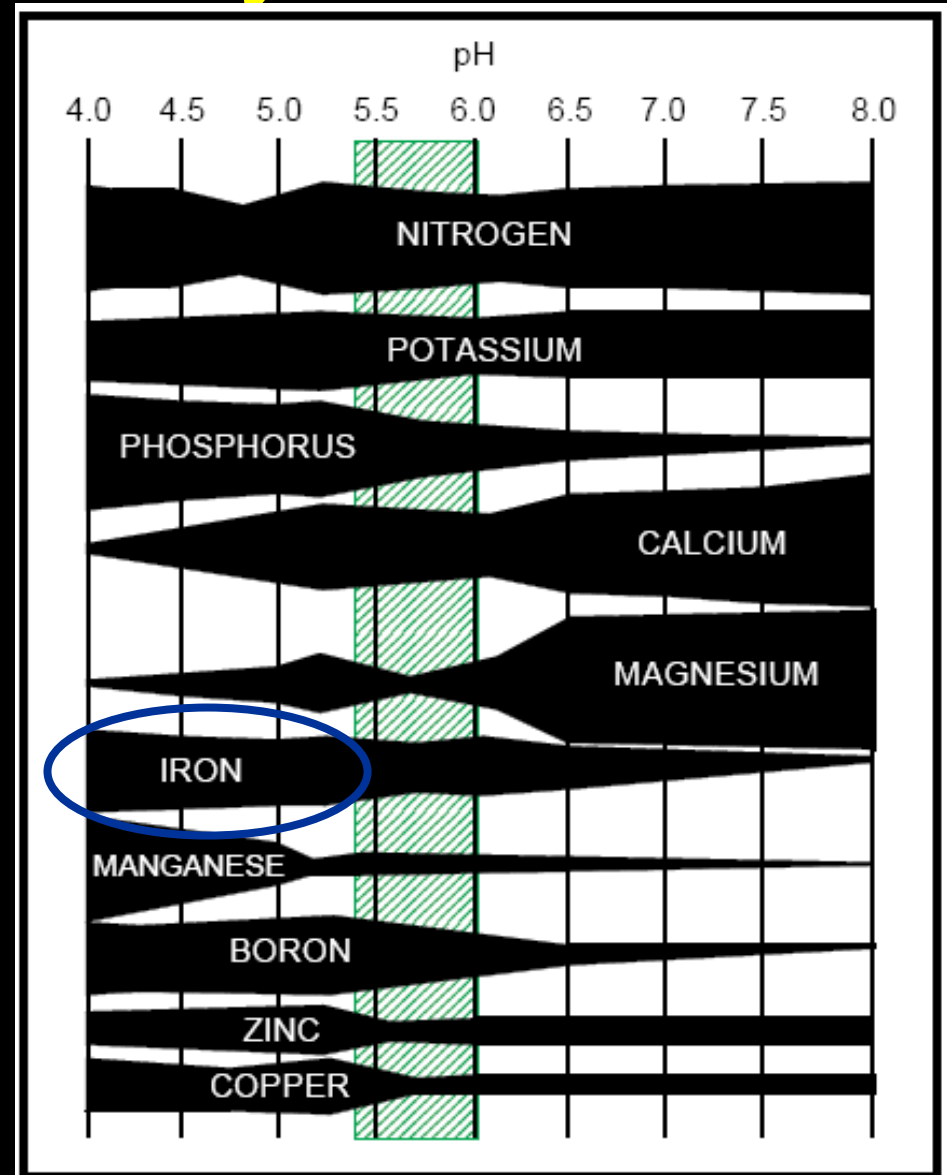 pH
4.0 4.5 5.0 5.5 6.0 6.5 7.0 7.5 8.0
NITROGEN
POTASSIUM
PHOSPHORUS
CALCIUM
MAGNESIUM
IRON
MANGANESE
BORON
ZINC
COPPER